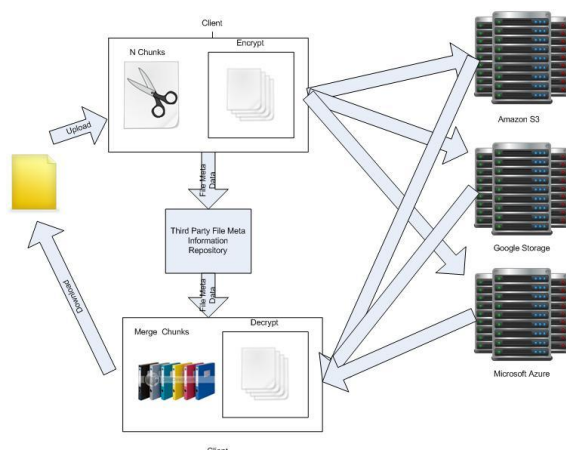 Client
N Chunks
Encrypt
Upload
Amazon S3
File Meta
Data
Third Party File Meta
Information
Repository
Google Storage
File Meta
Data
Download
Merge Chunks
Decrypt
Microsoft Azure
Client